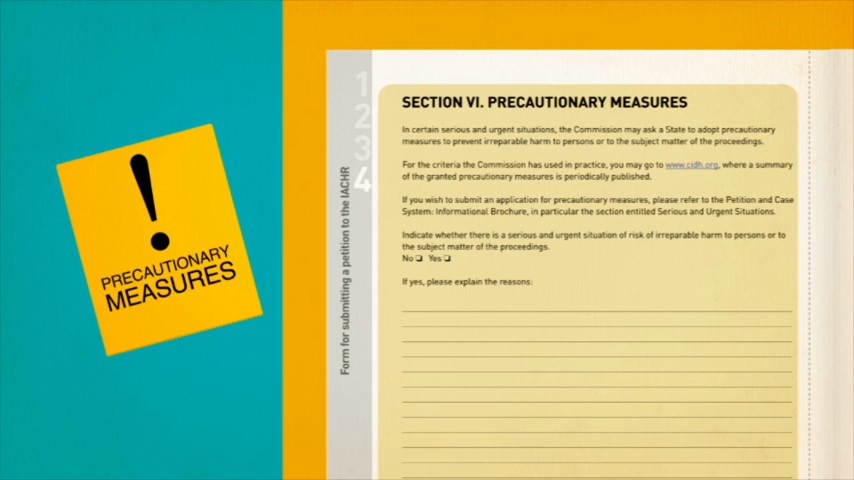 !
PRECAUTIONARY
MEASURES
1
2
3
4
Form for submitting a petition to the IACHR
SECTION VI. PRECAUTIONARY MEASURES
In certain serious and urgent situations, the Commission may ask a State to adopt precautionary
measures to prevent irreparable harm to persons or to the subject matter of the proceedings.
For the criteria the Commission has used in practice, you may go to www.cidh.org, where a summary
of the granted precautionary measures is periodically published.
If you wish to submit an application for precautionary measures, please refer to the Petition and Case
System: Informational Brochure, in particular the section entitled Serious and Urgent Situations.
Indicate whether there is a serious and urgent situation of risk of irreparable harm to persons or to
the subject matter of the proceedings.
No ❑ Yes ❑
If yes, please explain the reasons: